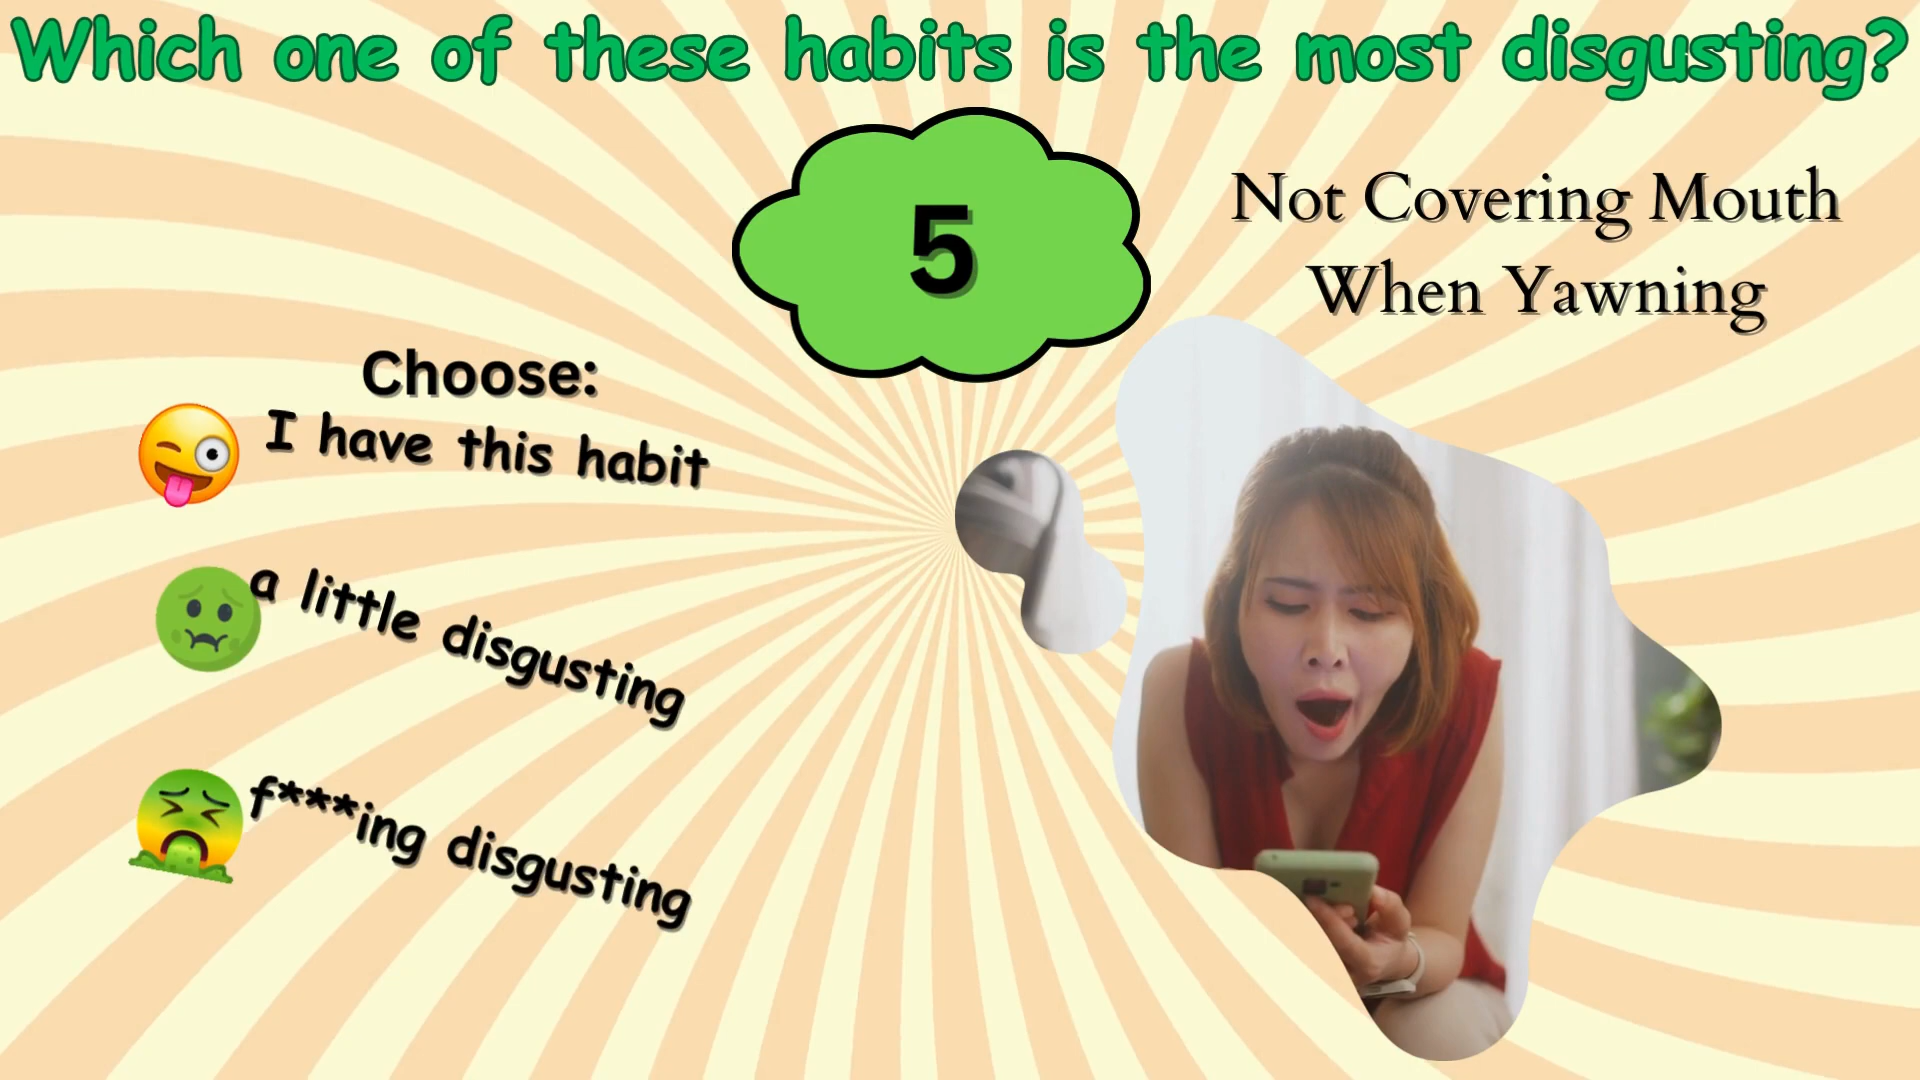 Which one of these habits is the most disgusting?
5
Not Covering Mouth
When Yawning
Choose:
I have this habit
a little disgusting
f***ing disgusting